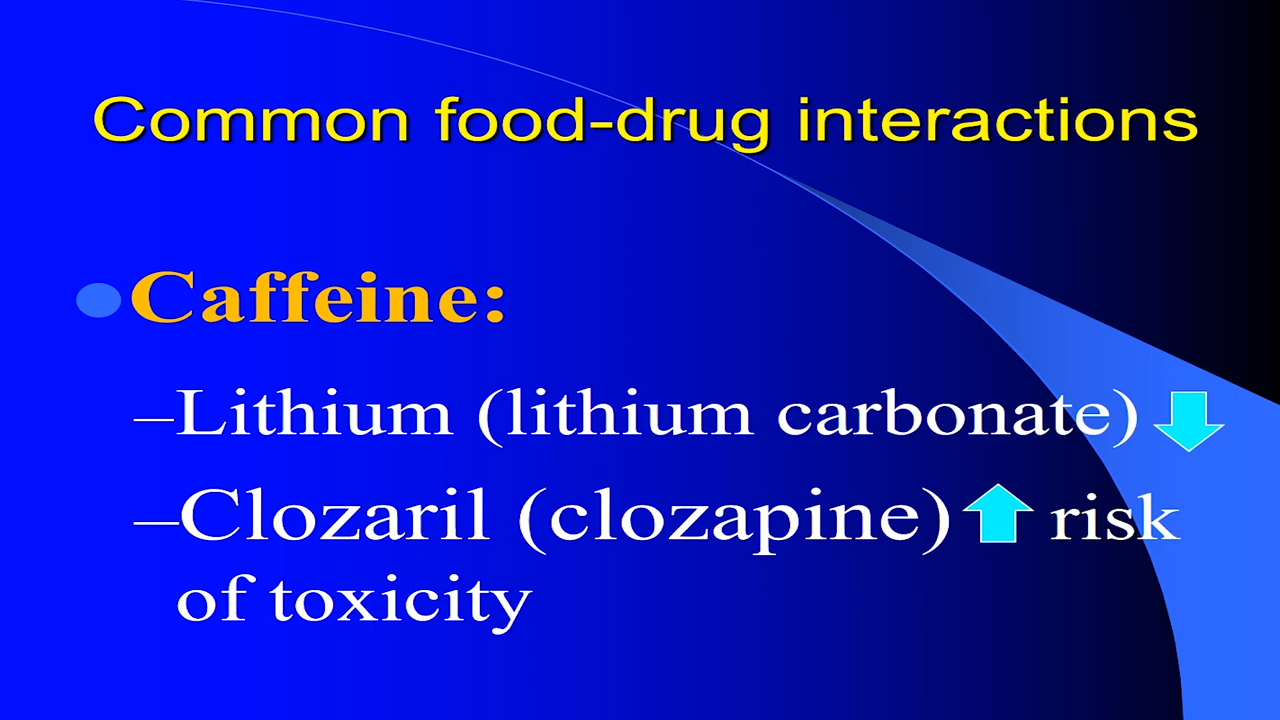 Common food-drug interactions
Caffeine:
–Lithium (lithium carbonate)
–Clozaril (clozapine) risk
of toxicity